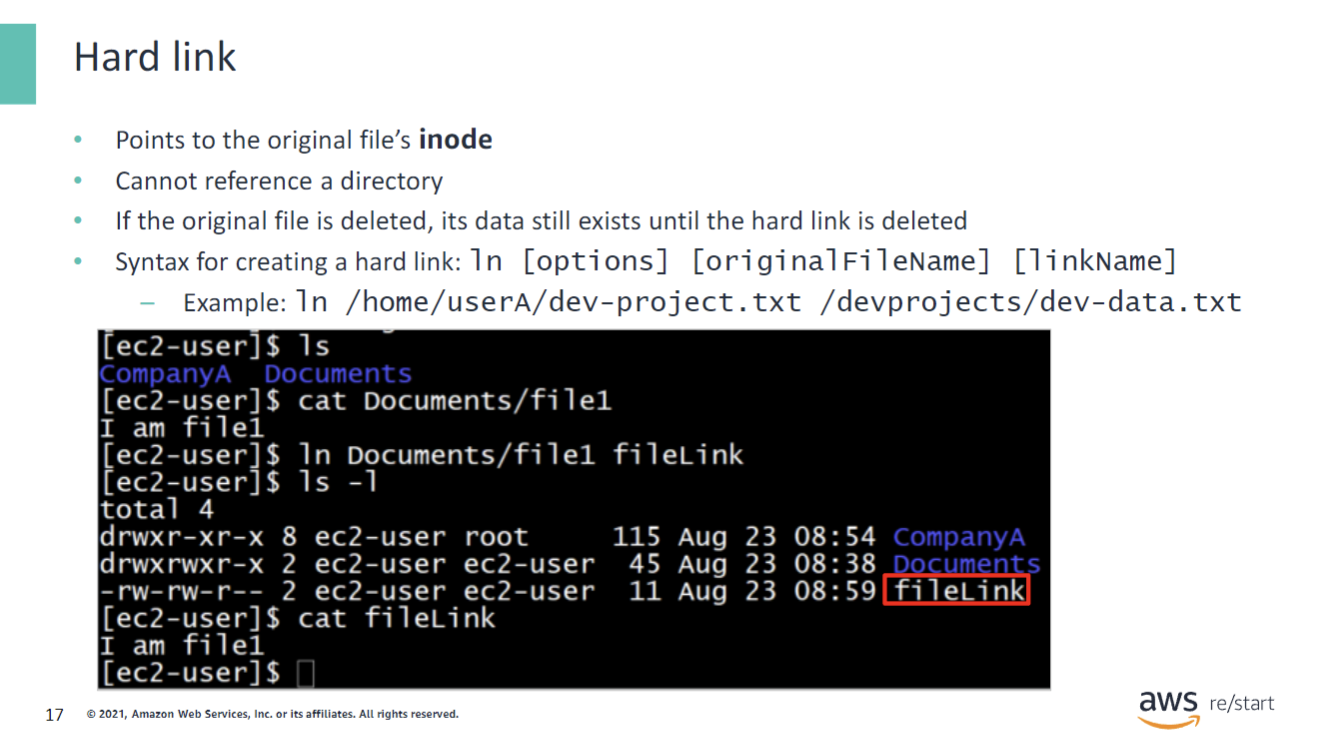 Hard link
• Points to the original file’s inode
• Cannot reference a directory
• If the original file is deleted, its data still exists until the hard link is deleted
• Syntax for creating a hard link: ln [options] [originalFileName] [linkName]
– Example: ln /home/userA/dev-project.txt /devprojects/dev-data.txt
[ec2-user]$ ls
CompanyA  Documents
[ec2-user]$ cat Documents/file1
I am file1
[ec2-user]$ ln Documents/file1 fileLink
[ec2-user]$ ls -l
total 4
drwxr-xr-x 8 ec2-user root     115 Aug 23 08:54 CompanyA
drwxrwxr-x 2 ec2-user ec2-user  45 Aug 23 08:38 Documents
-rw-rw-r-- 2 ec2-user ec2-user  11 Aug 23 08:59 fileLink
[ec2-user]$ cat fileLink
I am file1
[ec2-user]$
17 © 2021, Amazon Web Services, Inc. or its affiliates. All rights reserved.
aws re/start